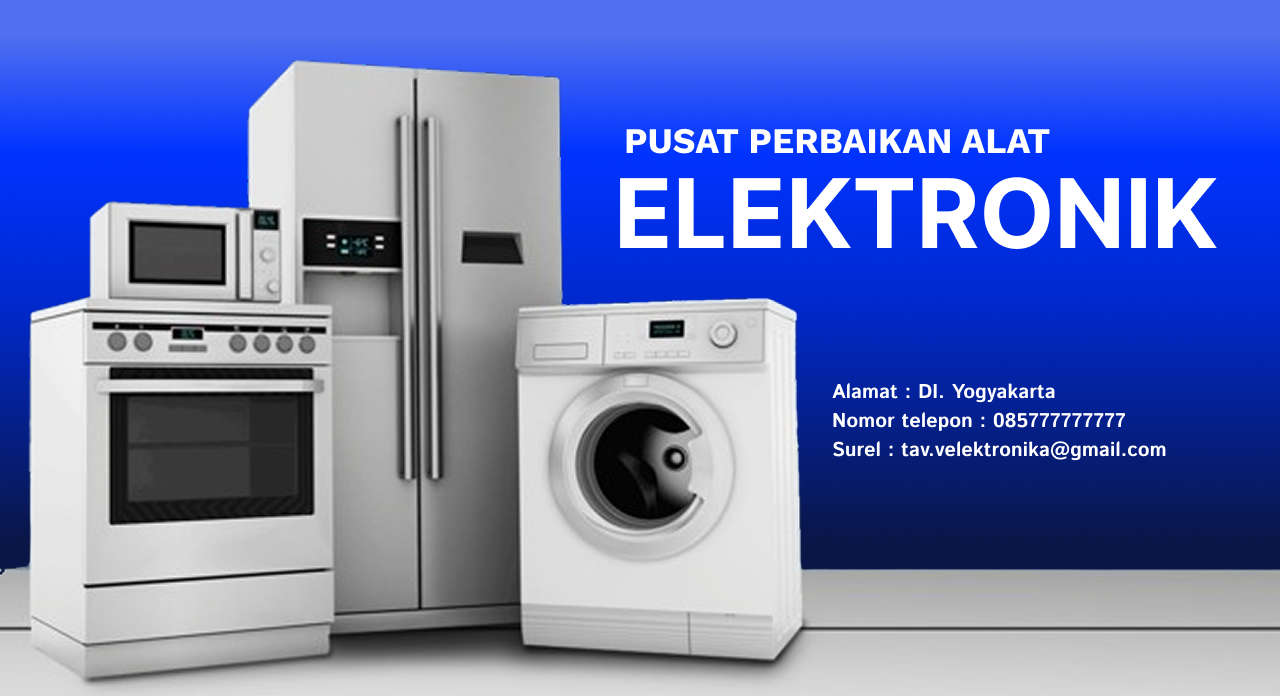 PUSAT PERBAIKAN ALAT
ELEKTRONIK
Alamat : DI. Yogyakarta
Nomor telepon : 085777777777
Surel : tav.velektronika@gmail.com